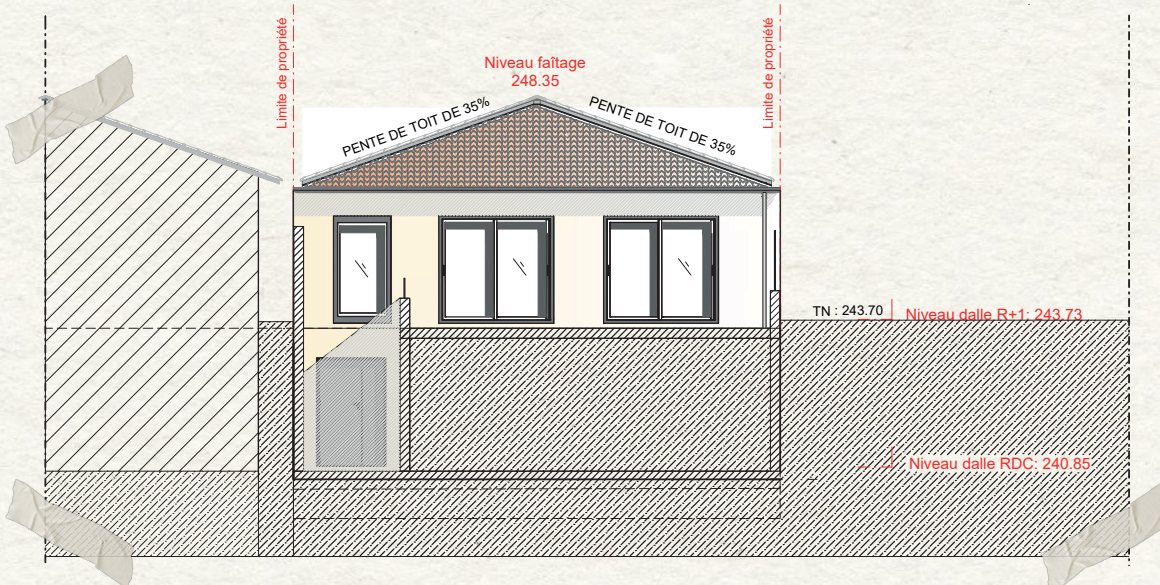 Limite de propriété
Limite de propriété
Niveau faîtage
248.35
PENTE DE TOIT DE 35%
PENTE DE TOIT DE 35%
TN : 243.70
Niveau dalle R+1: 243.73
Niveau dalle RDC: 240.85